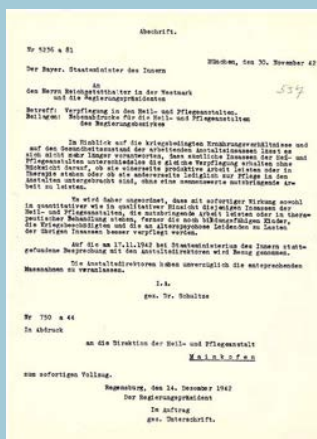 Abschrift.
Nr 5236 a 81
München, den 30. November 42
Der Bayer. Staatsminister des Innern
An
den Herrn Reichsstatthalter in der Westmark
und die Regierungspräsidenten
Betreff: Verpflegung in den Heil- und Pflegeanstalten.
Beilagen: Nebenabdrucke für die Heil- und Pflegeanstalten
des Regierungsbezirkes
Im Hinblick auf die kriegsbedingten Ernährungsverhältnisse und
auf den Gesundheitszustand der arbeitenden Anstaltsinsassen lässt es
sich nicht mehr länger verantworten, dass sämtliche Insassen der Heil- und
Pflegeanstalten unterschiedslos die gleiche Verpflegung erhalten ohne
Rücksicht darauf, ob sie einerseits produktive Arbeit leisten oder in
Therapie stehen oder ob sie andererseits lediglich zur Pflege in den
Anstalten untergebracht sind, ohne eine nennenswerte nutzbringende Ar-
beit zu leisten.
Es wird daher angeordnet, dass mit sofortiger Wirkung sowohl
in quantitativer wie in qualitativer Hinsicht diejenigen Insassen der
Heil- und Pflegeanstalten, die nutzbringende Arbeit leisten oder in thera-
peutischer Behandlung stehen, ferner die noch bildungsfähigen Kinder,
die Kriegsbeschädigten und die an Alterspsychose Leidenden zu Lasten
der übrigen Insassen besser verpflegt werden.
Auf die am 17.11.1942 bei Staatsministerium des Innern statt-
gefundene Besprechung mit den Anstaltsdirektoren wird Bezug genommen.
Die Anstaltsdirektoren haben unverzüglich die entsprechenden
Massnahmen zu veranlassen.
I.A.
gez. Dr. Schultze
Nr 750 a 44
In Abdruck
an die Direktion der Heil- und Pflegeanstalt
Mainkofen
zum sofortigen Vollzug.
Regensburg, den 14. Dezember 1942
Der Regierungspräsident
Im Auftrag
gez. Unterschrift.